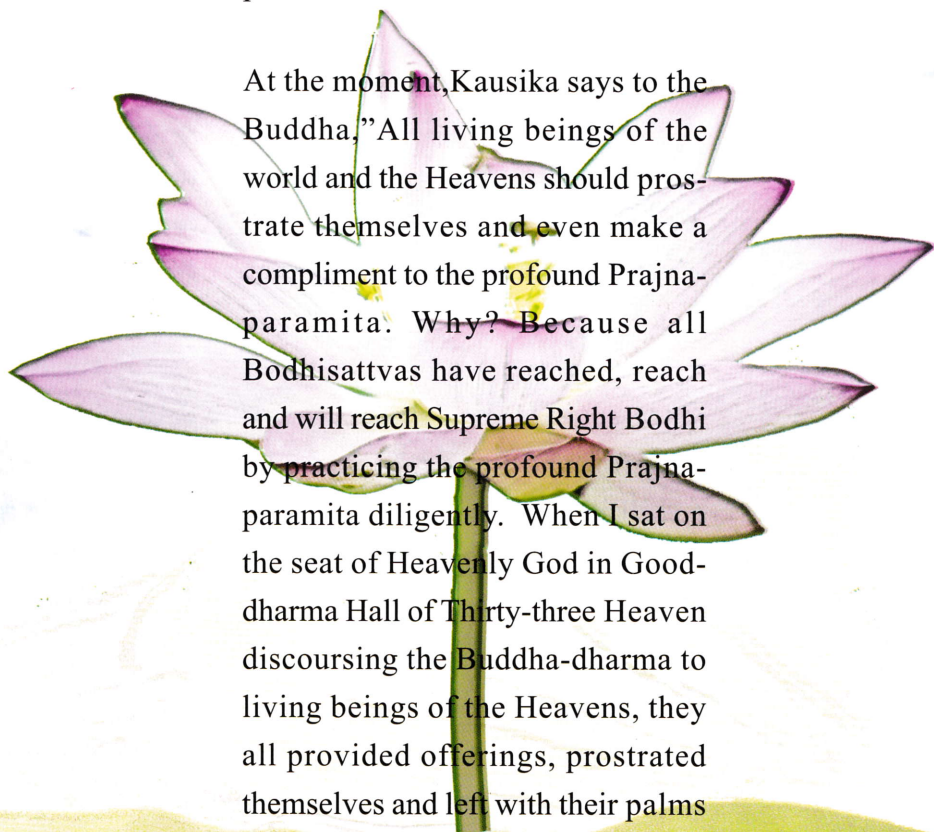 At the moment,Kausika says to the
Buddha,”All living beings of the
world and the Heavens should pros-
trate themselves and even make a
compliment to the profound Prajna-
paramita. Why? Because all
Bodhisattvas have reached, reach
and will reach Supreme Right Bodhi
by practicing the profound Prajna-
paramita diligently. When I sat on
the seat of Heavenly God in Good-
dharma Hall of Thirty-three Heaven
discoursing the Buddha-dharma to
living beings of the Heavens, they
all provided offerings, prostrated
themselves and left with their palms